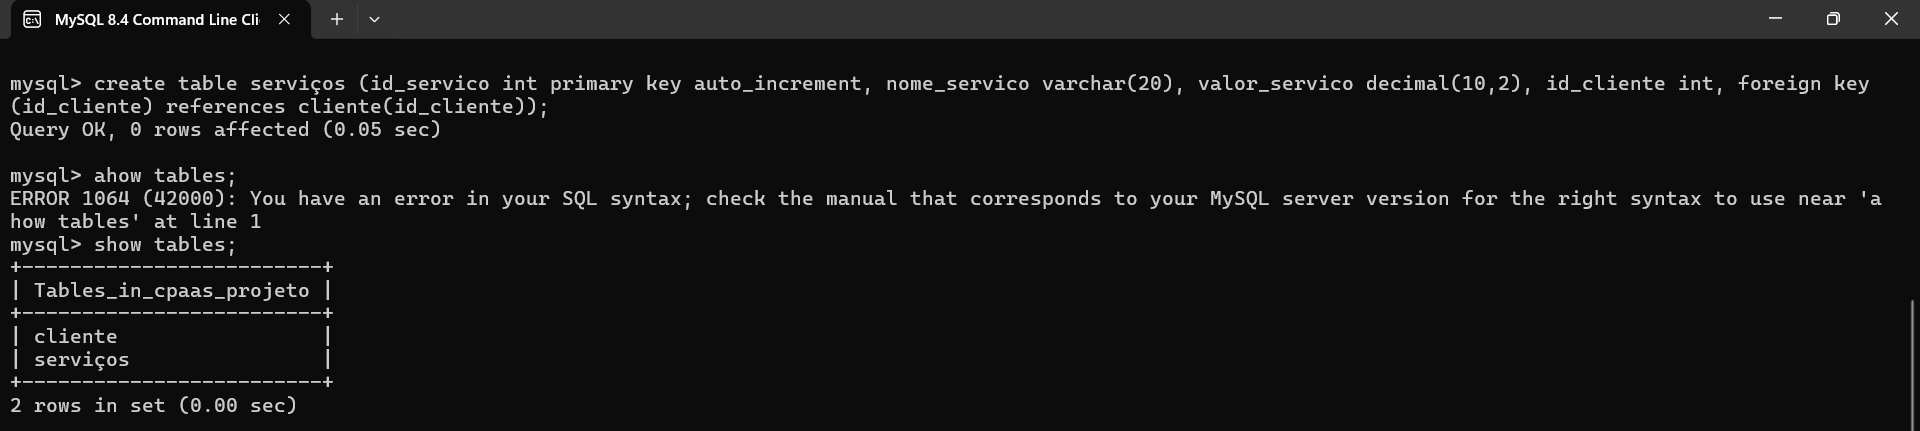 MySQL 8.4 Command Line Cli
mysql> create table serviços (id_servico int primary key auto_increment, nome_servico varchar(20), valor_servico decimal(10,2), id_cliente int, foreign key
(id_cliente) references cliente(id_cliente));
Query OK, 0 rows affected (0.05 sec)
mysql> ahow tables;
ERROR 1064 (42000): You have an error in your SQL syntax; check the manual that corresponds to your MySQL server version for the right syntax to use near 'a
how tables' at line 1
mysql> show tables;
+-------------------------+
| Tables_in_cpaas_projeto |
+-------------------------+
| cliente                 |
| serviços                |
+-------------------------+
2 rows in set (0.00 sec)